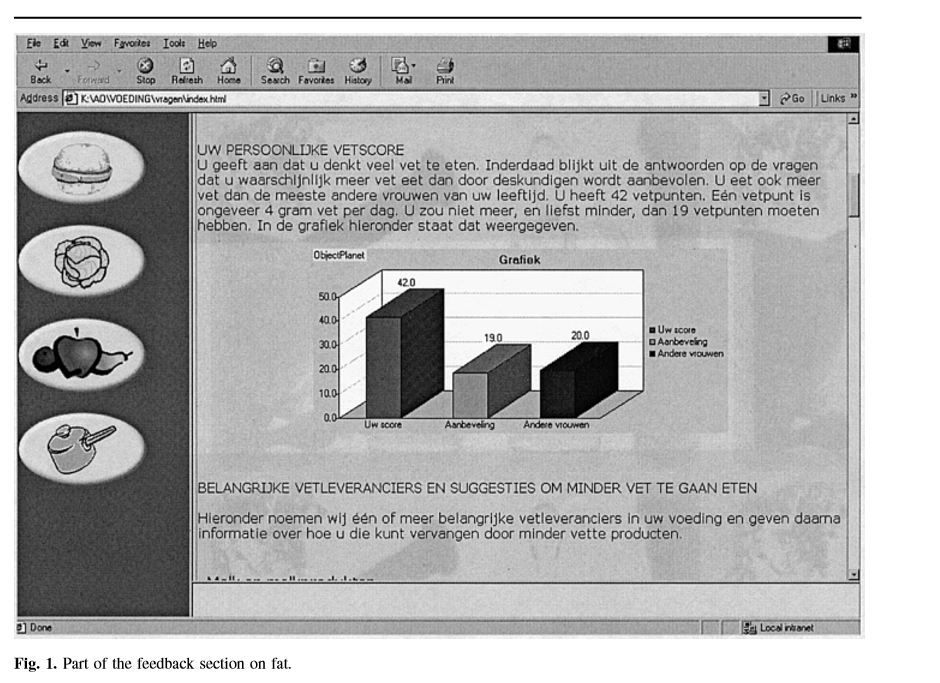 File Edit View Favorites Tools Help
Back Forward Stop Refresh Home Search Favorites History Mail Print
Address K:\AO\VOEDING\vragen\index.html Go Links »
UW PERSOONLIJKE VETSCORE
U geeft aan dat u denkt veel vet te eten. Inderdaad blijkt uit de antwoorden op de vragen
dat u waarschijnlijk meer vet eet dan door deskundigen wordt aanbevolen. U eet ook meer
vet dan de meeste andere vrouwen van uw leeftijd. U heeft 42 vetpunten. Eén vetpunt is
ongeveer 4 gram vet per dag. U zou niet meer, en liefst minder, dan 19 vetpunten moeten
hebben. In de grafiek hieronder staat dat weergegeven.
ObjectPlanet
Grafiek
42.0
50.0
40.0
19.0
20.0
30.0
20.0
10.0
0.0
Uw score
Aanbeveling
Andere vrouwen
Uw score Aanbeveling Andere vrouwen
BELANGRIJKE VETLEVERANCIERS EN SUGGESTIES OM MINDER VET TE GAAN ETEN
Hieronder noemen wij één of meer belangrijke vetleveranciers in uw voeding en geven daarna
informatie over hoe u die kunt vervangen door minder vette producten.
Done Local intranet
Fig. 1. Part of the feedback section on fat.